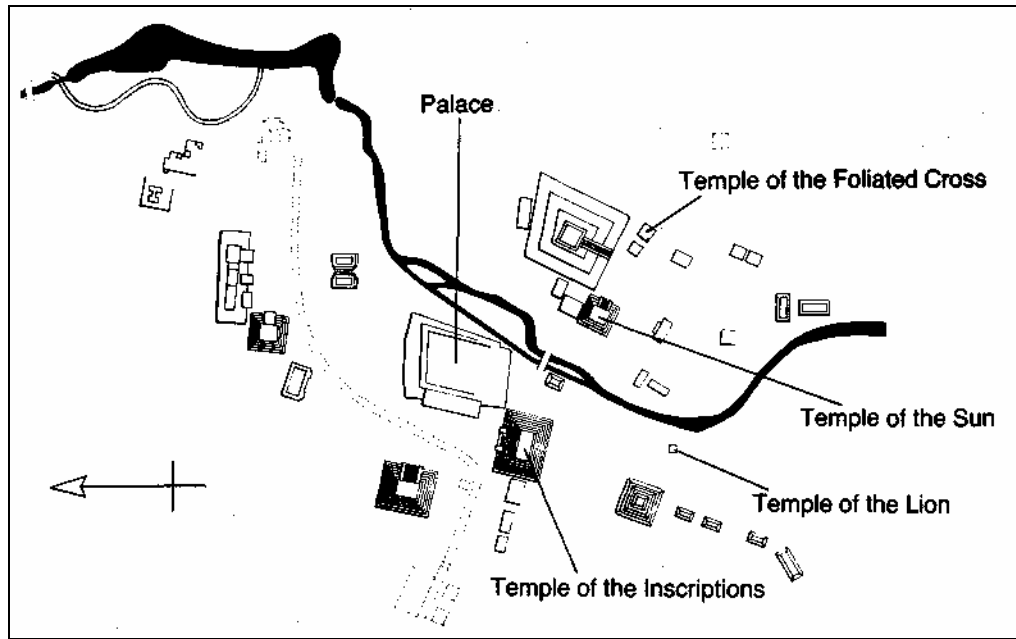 Palace
Temple of the Foliated Cross
Temple of the Sun
Temple of the Lion
Temple of the Inscriptions